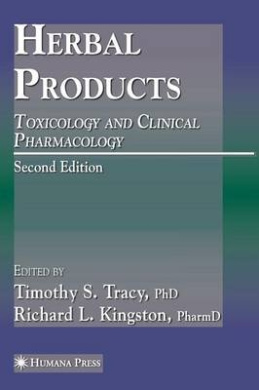 HERBAL
PRODUCTS
TOXICOLOGY AND CLINICAL
PHARMACOLOGY
Second Edition
EDITED BY
Timothy S. Tracy, PhD
Richard L. Kingston, PharmD
HUMANA PRESS